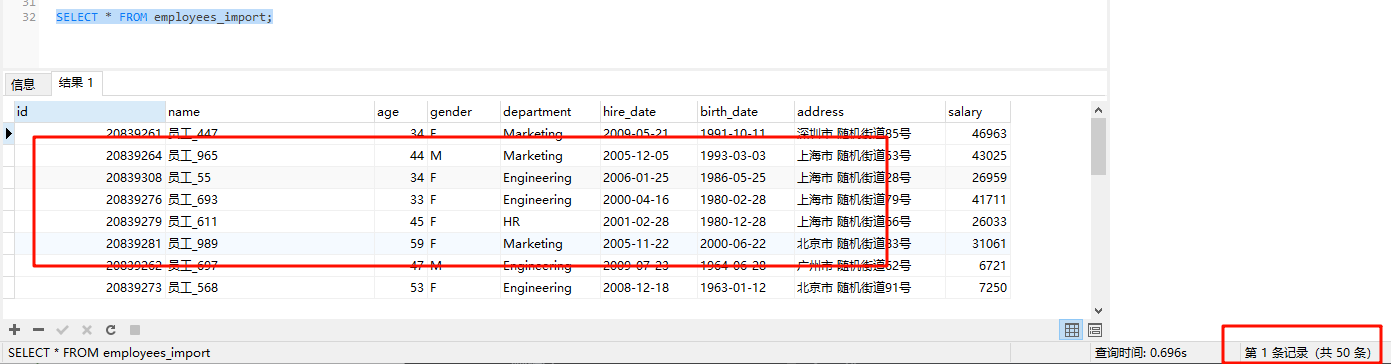 31
32 SELECT * FROM employees_import;
信息 结果 1
id name age gender department hire_date birth_date address salary
20839261 员工_447 34 F Marketing 2009-05-21 1991-10-11 深圳市 随机街道85号 46963
20839264 员工_965 44 M Marketing 2005-12-05 1993-03-03 上海市 随机街道53号 43025
20839308 员工_55 34 F Engineering 2006-01-25 1986-05-25 上海市 随机街道28号 26959
20839276 员工_693 33 F Engineering 2000-04-16 1980-02-28 上海市 随机街道79号 41711
20839279 员工_611 45 F HR 2001-02-28 1980-12-28 上海市 随机街道66号 26033
20839281 员工_989 59 F Marketing 2005-11-22 2000-06-22 北京市 随机街道83号 31061
20839262 员工_697 47 M Engineering 2009-07-23 1964-06-28 广州市 随机街道62号 6721
20839273 员工_568 53 F Engineering 2008-12-18 1963-01-12 北京市 随机街道91号 7250
SELECT * FROM employees_import 查询时间: 0.696s 第 1 条记录 (共 50 条)